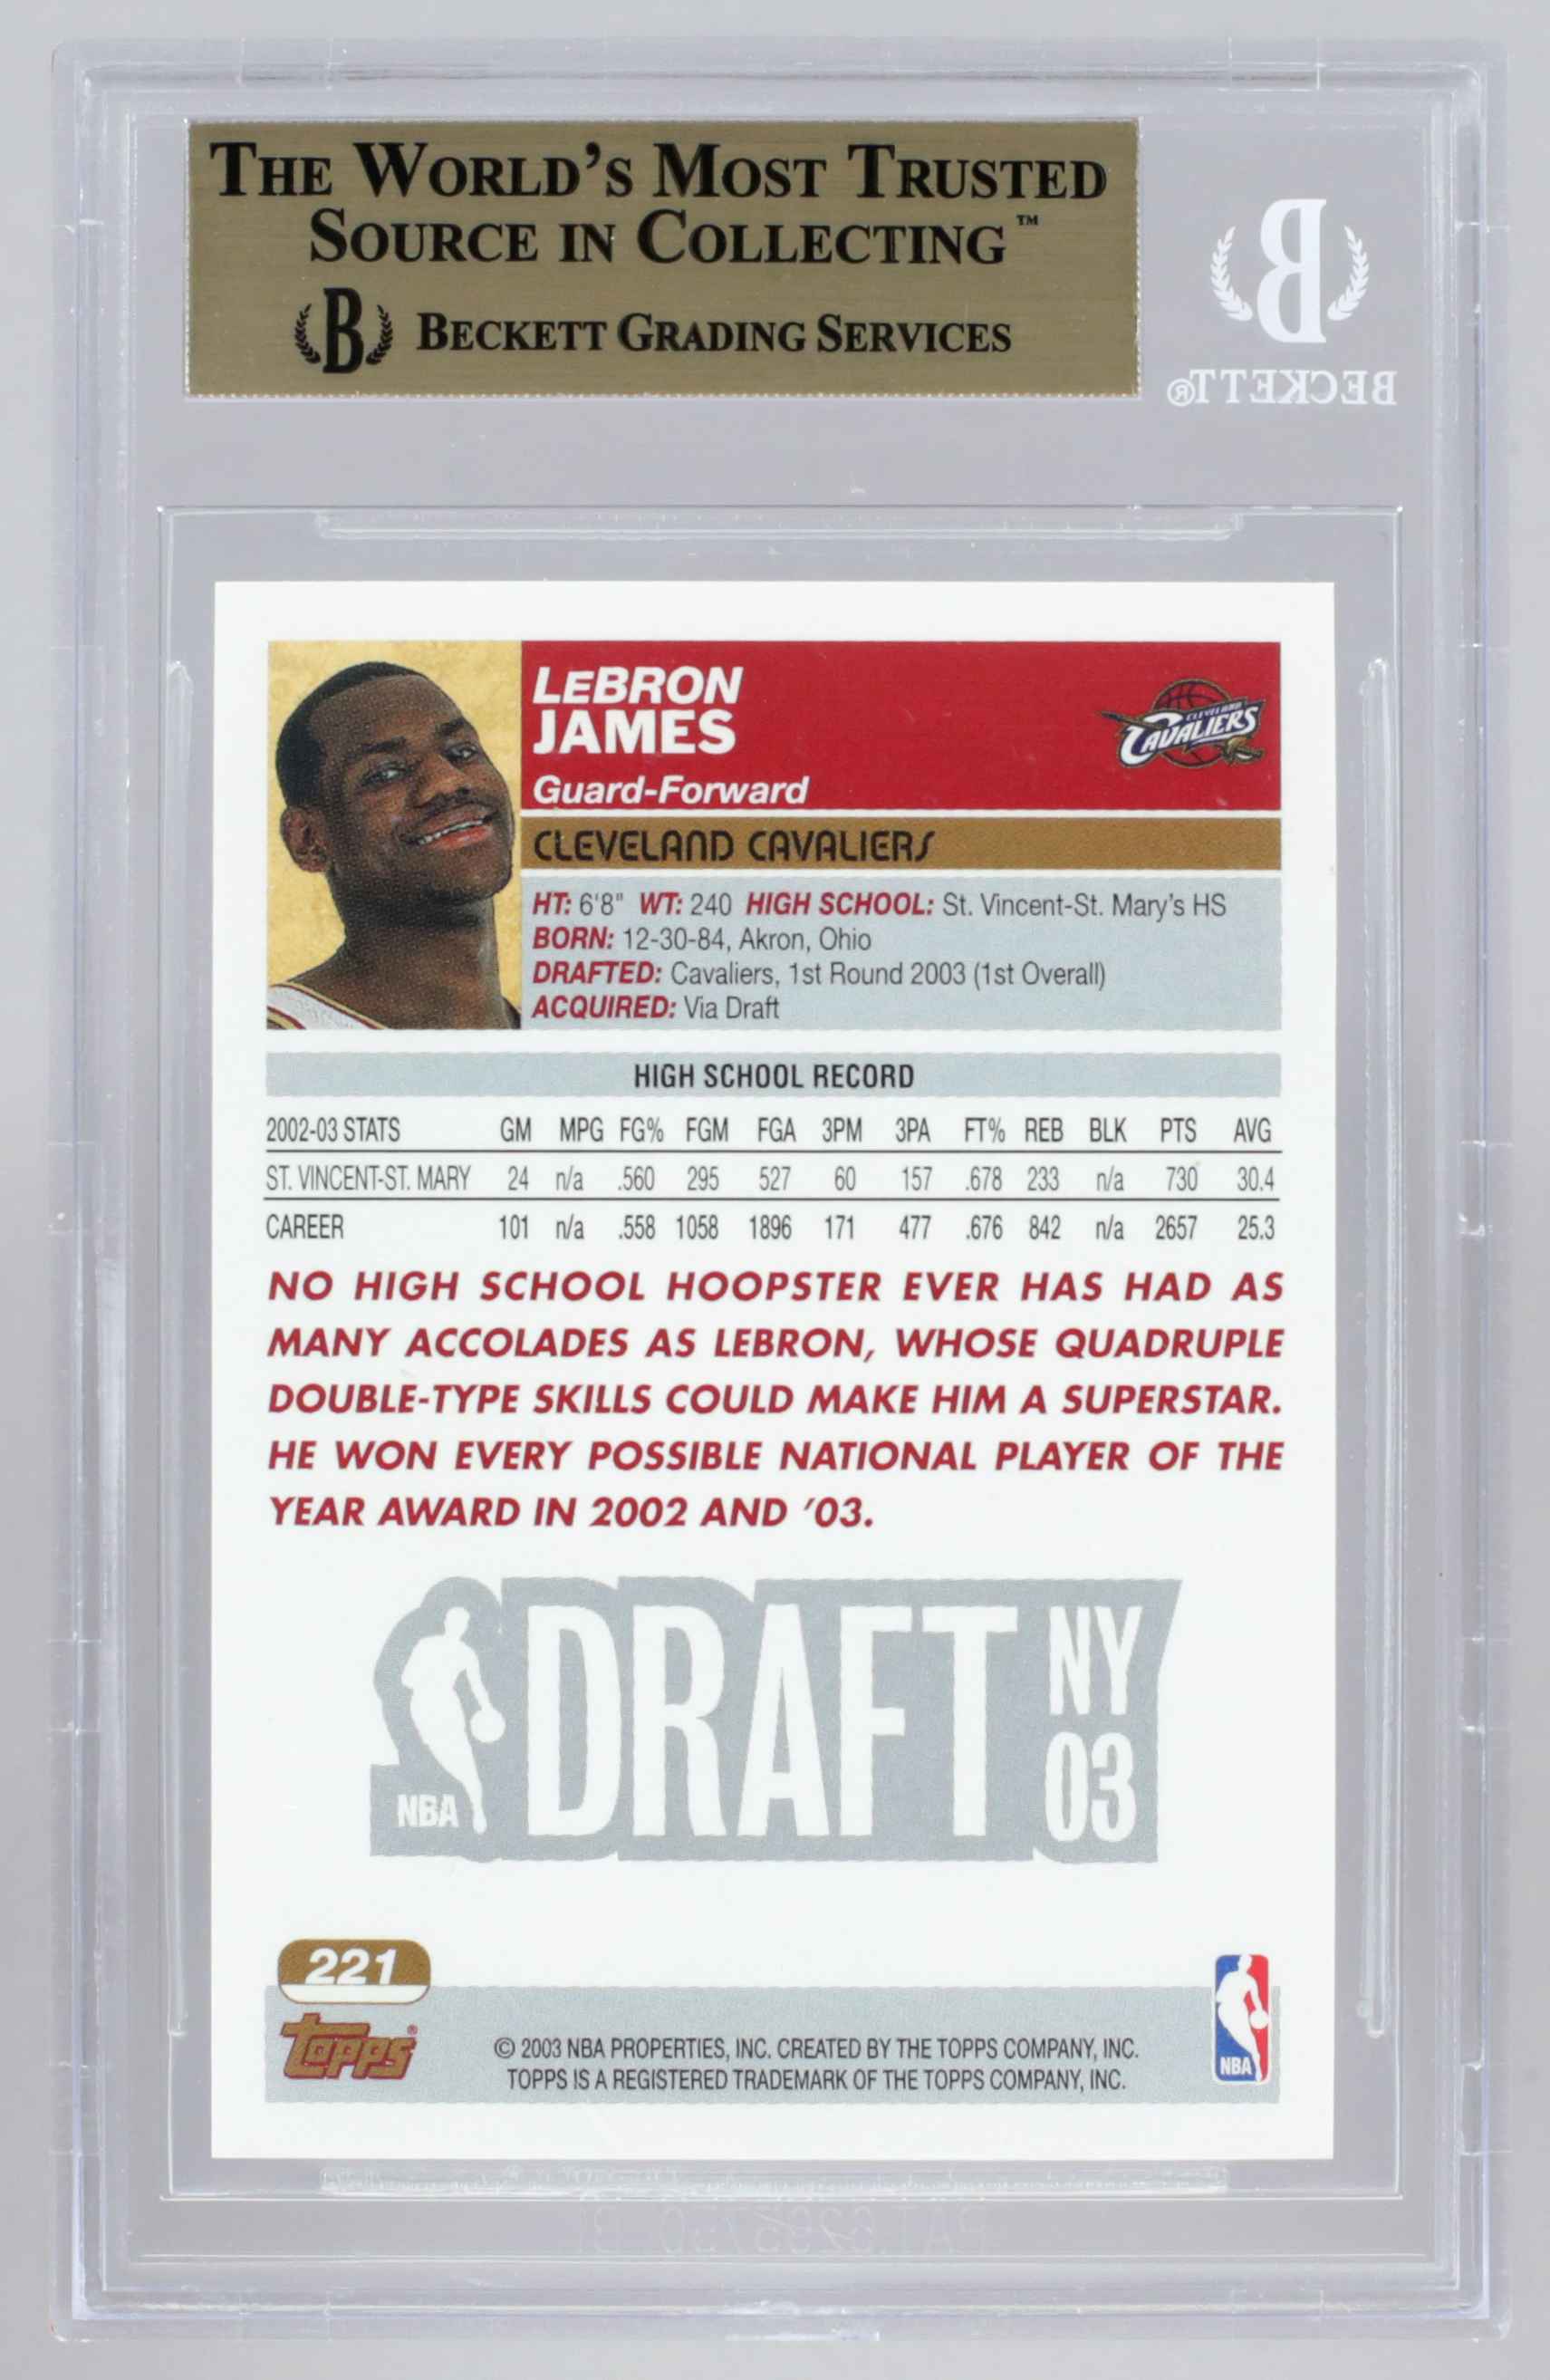 THE WORLD'S MOST TRUSTED
SOURCE IN COLLECTING™
B BECKETT GRADING SERVICES
B
BECKETT®
LEBRON
JAMES
Guard-Forward
CLEVELAND
CAVALIERS
CLEVELAND CAVALIERS
HT: 6'8" WT: 240 HIGH SCHOOL: St. Vincent-St. Mary's HS
BORN: 12-30-84, Akron, Ohio
DRAFTED: Cavaliers, 1st Round 2003 (1st Overall)
ACQUIRED: Via Draft
HIGH SCHOOL RECORD
2002-03 STATS GM MPG FG% FGM FGA 3PM 3PA FT% REB BLK PTS AVG
ST. VINCENT-ST. MARY 24 n/a .560 295 527 60 157 .678 233 n/a 730 30.4
CAREER 101 n/a .558 1058 1896 171 477 .676 842 n/a 2657 25.3
NO HIGH SCHOOL HOOPSTER EVER HAS HAD AS
MANY ACCOLADES AS LEBRON, WHOSE QUADRUPLE
DOUBLE-TYPE SKILLS COULD MAKE HIM A SUPERSTAR.
HE WON EVERY POSSIBLE NATIONAL PLAYER OF THE
YEAR AWARD IN 2002 AND '03.
NBA DRAFT NY
03
221
Topps®
© 2003 NBA PROPERTIES, INC. CREATED BY THE TOPPS COMPANY, INC.
TOPPS IS A REGISTERED TRADEMARK OF THE TOPPS COMPANY, INC.
NBA